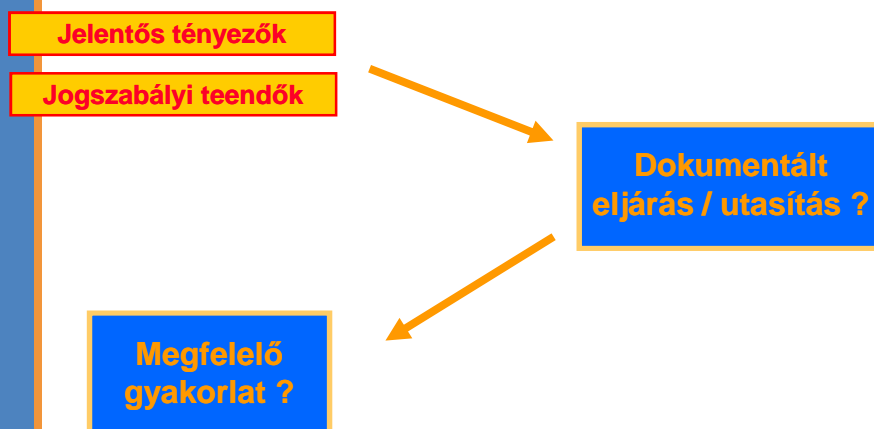 Jelentős tényezők
Jogszabályi teendők
Dokumentált
eljárás / utasítás ?
Megfelelő
gyakorlat ?